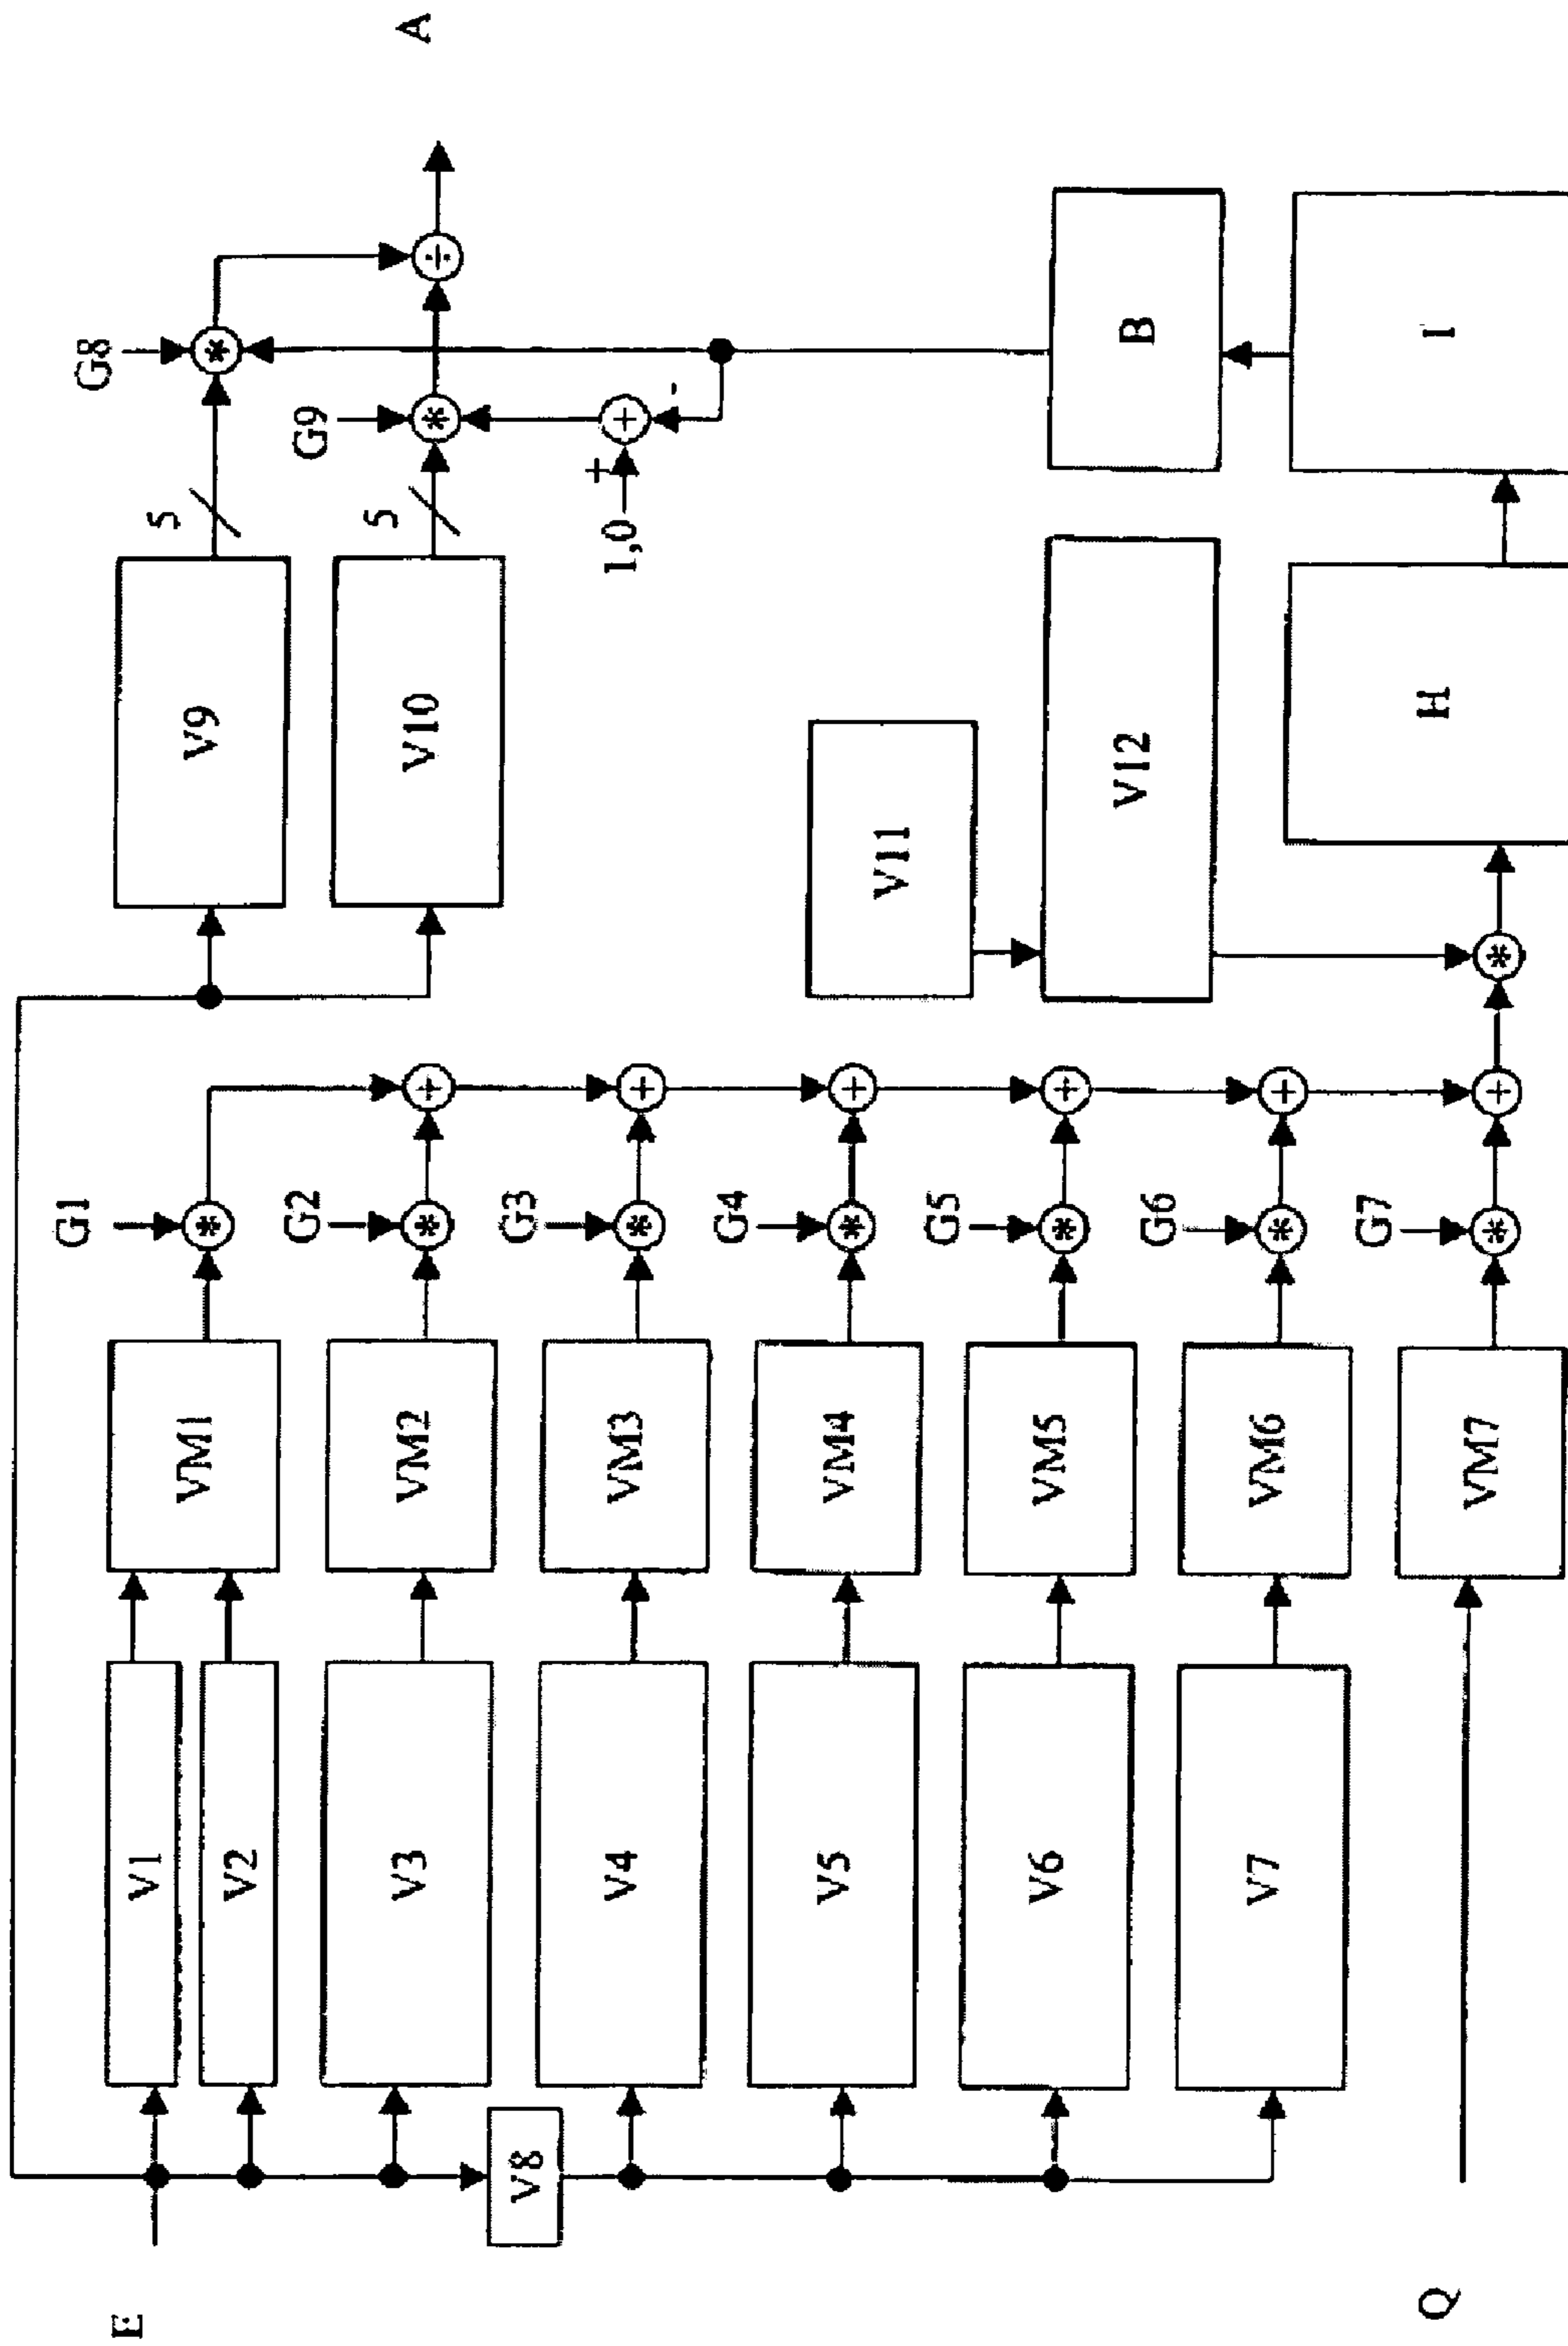 E
V1
V2
VM1
G1
*
V9
5
G8
*
V3
VM2
G2
*
+
V10
5
G9
*
÷
A
V8
V4
VM3
G3
*
+
1,0
+
+
-
V5
VM4
G4
*
+
V11
V6
VM5
G5
*
+
V12
B
V7
VM6
G6
*
+
Q
VM7
G7
*
+
*
H
I